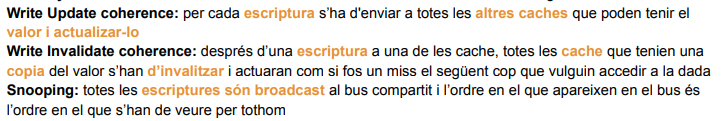 Write Update coherence: per cada escriptura s’ha d'enviar a totes les altres caches que poden tenir el
valor i actualizar-lo
Write Invalidate coherence: després d’una escriptura a una de les cache, totes les cache que tenien una
copia del valor s’han d’invalitzar i actuaran com si fos un miss el següent cop que vulguin accedir a la dada
Snooping: totes les escriptures són broadcast al bus compartit i l’ordre en el que apareixen en el bus és
l’ordre en el que s’han de veure per tothom